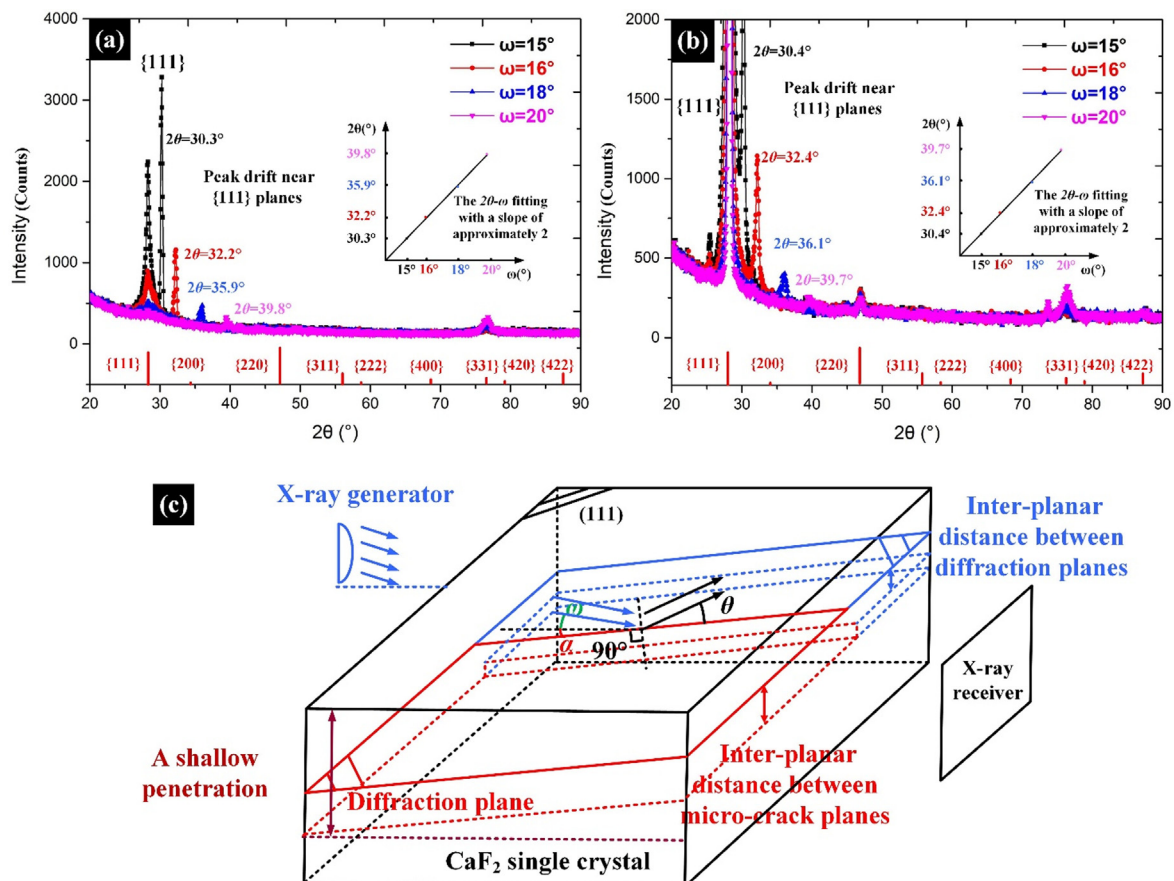 (a)
4000
3000
2000
1000
0
Intensity (Counts)
{111}
ω=15°
ω=16°
ω=18°
ω=20°
2θ=30.3°
Peak drift near
{111} planes
2θ=32.2°
2θ=35.9°
2θ=39.8°
2θ(°)
39.8°
35.9°
32.2°
30.3°
The 2θ-ω fitting
with a slope of
approximately 2
15° 16° 18° 20°
ω(°)
{111} {200} {220} {311} {222} {400} {331} {420} {422}
20 30 40 50 60 70 80 90
2θ (°)
(b)
2000
1500
1000
500
0
Intensity (Counts)
{111}
ω=15°
ω=16°
ω=18°
ω=20°
2θ=30.4°
Peak drift near
{111} planes
2θ=32.4°
2θ=36.1°
2θ=39.7°
2θ(°)
39.7°
36.1°
32.4°
30.4°
The 2θ-ω fitting
with a slope of
approximately 2
15° 16° 18° 20°
ω(°)
{111} {200} {220} {311} {222} {400} {331} {420} {422}
20 30 40 50 60 70 80 90
2θ (°)
(c)
X-ray generator
(111)
Inter-planar
distance between
diffraction planes
ω
α
θ
90°
X-ray
receiver
A shallow
penetration
Diffraction plane
Inter-planar
distance between
micro-crack planes
CaF₂ single crystal